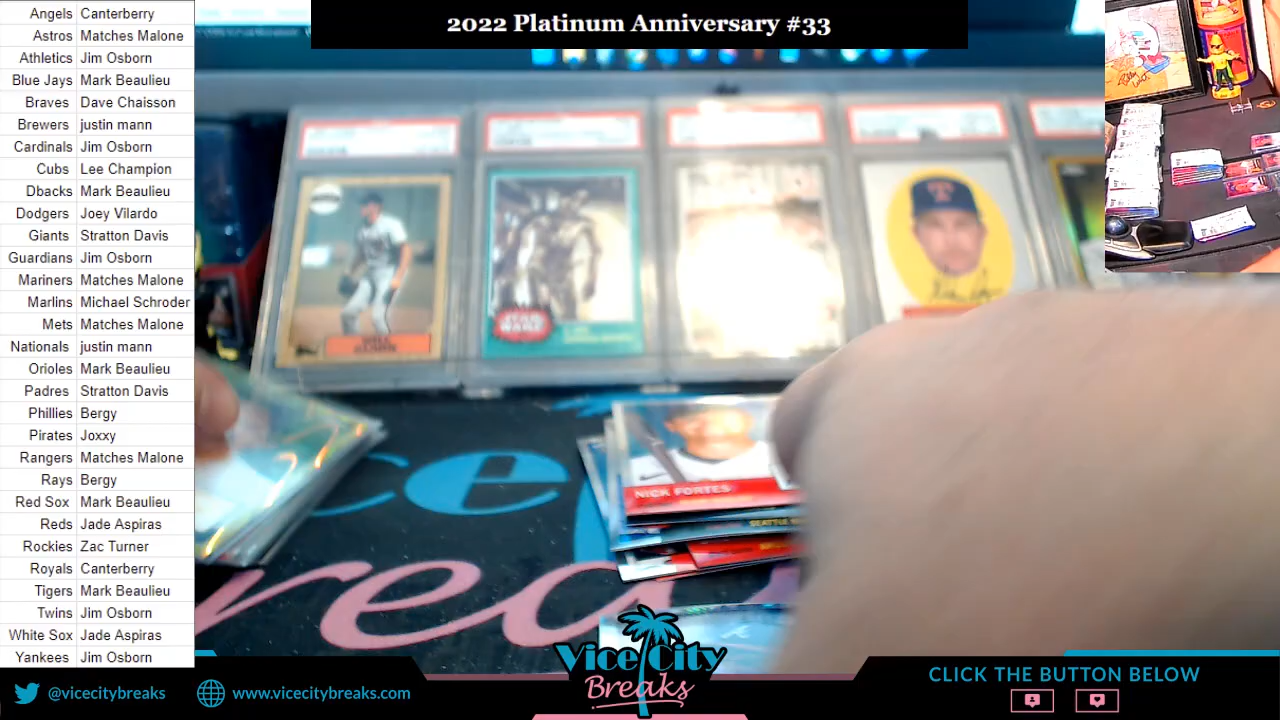 2022 Platinum Anniversary #33
Angels Canterberry
Astros Matches Malone
Athletics Jim Osborn
Blue Jays Mark Beaulieu
Braves Dave Chaisson
Brewers justin mann
Cardinals Jim Osborn
Cubs Lee Champion
Dbacks Mark Beaulieu
Dodgers Joey Vilardo
Giants Stratton Davis
Guardians Jim Osborn
Mariners Matches Malone
Marlins Michael Schroder
Mets Matches Malone
Nationals justin mann
Orioles Mark Beaulieu
Padres Stratton Davis
Phillies Bergy
Pirates Joxxy
Rangers Matches Malone
Rays Bergy
Red Sox Mark Beaulieu
Reds Jade Aspiras
Rockies Zac Turner
Royals Canterberry
Tigers Mark Beaulieu
Twins Jim Osborn
White Sox Jade Aspiras
Yankees Jim Osborn
STAR WARS
T
NICK FORTES
SEATTLE
Vice City
Breaks
@vicecitybreaks
www.vicecitybreaks.com
CLICK THE BUTTON BELOW